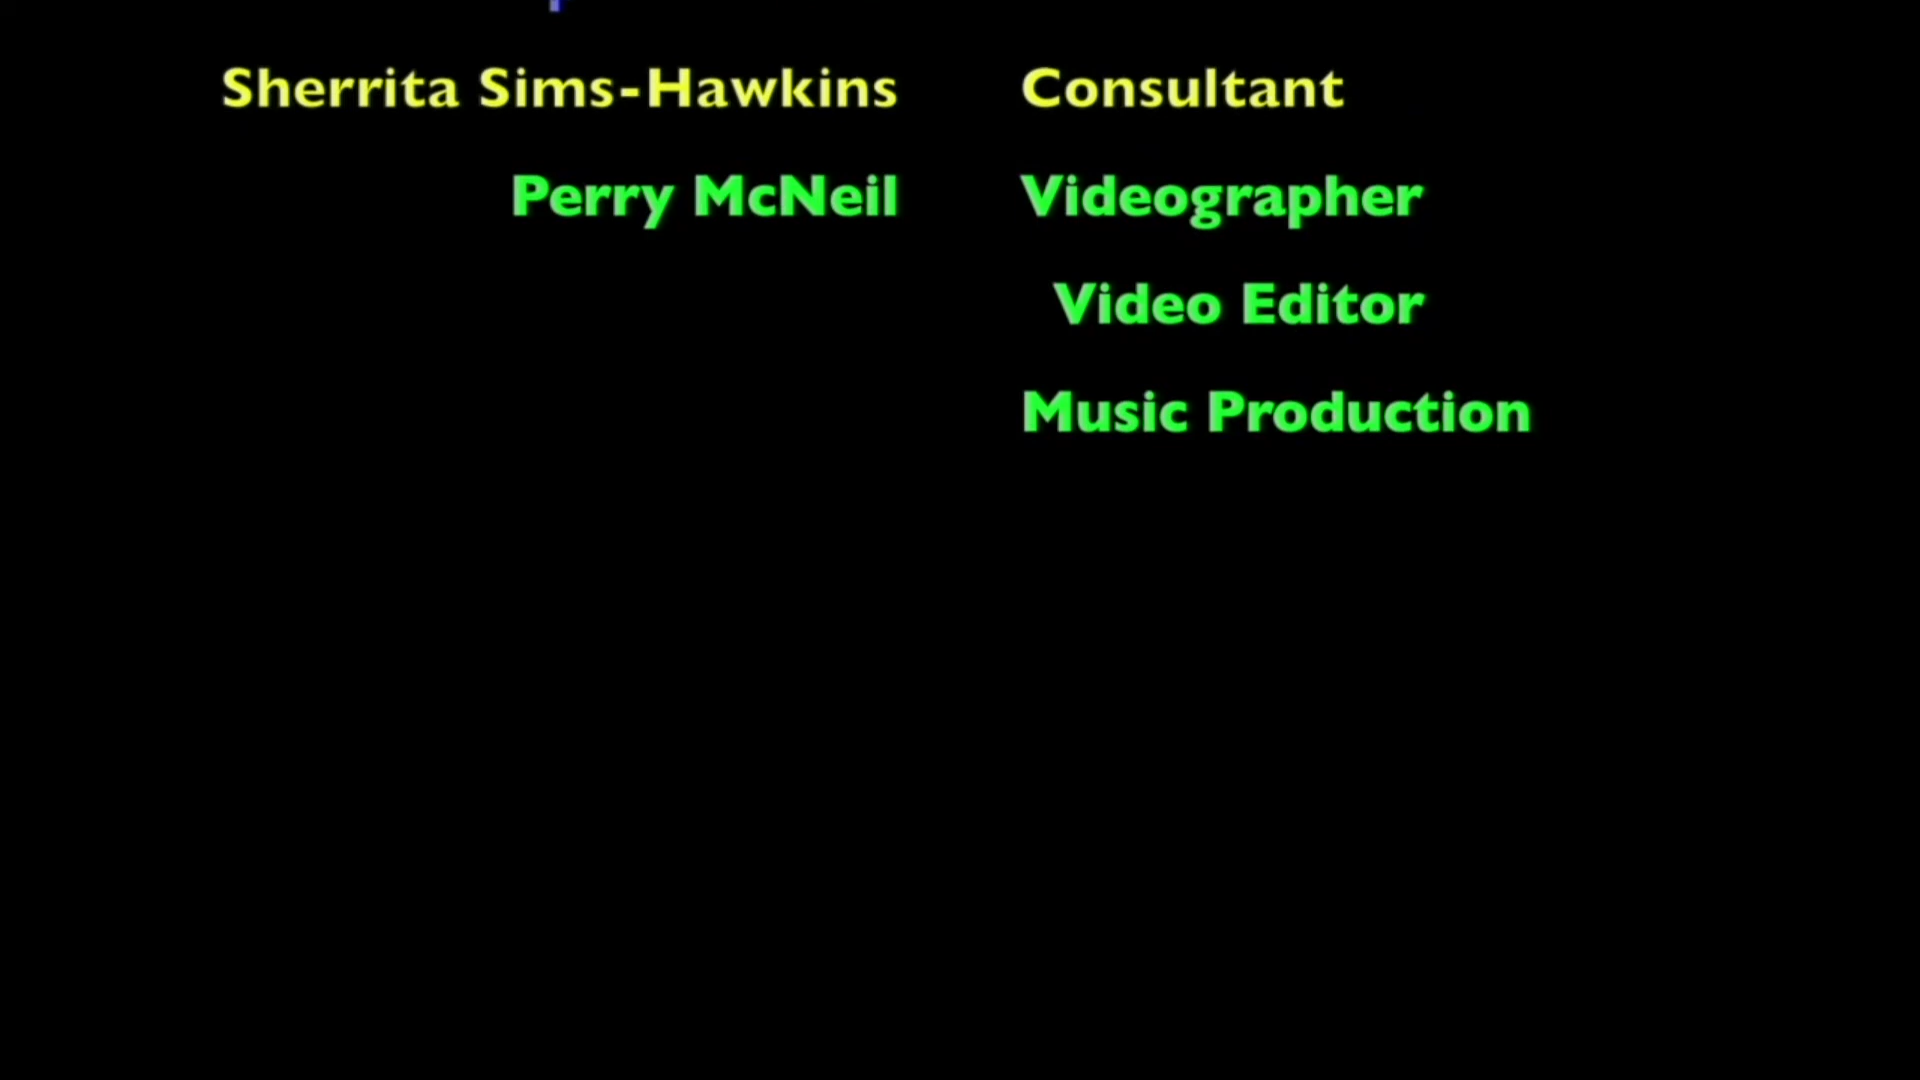 Sherrita Sims-Hawkins Consultant
Perry McNeil Videographer
Video Editor
Music Production